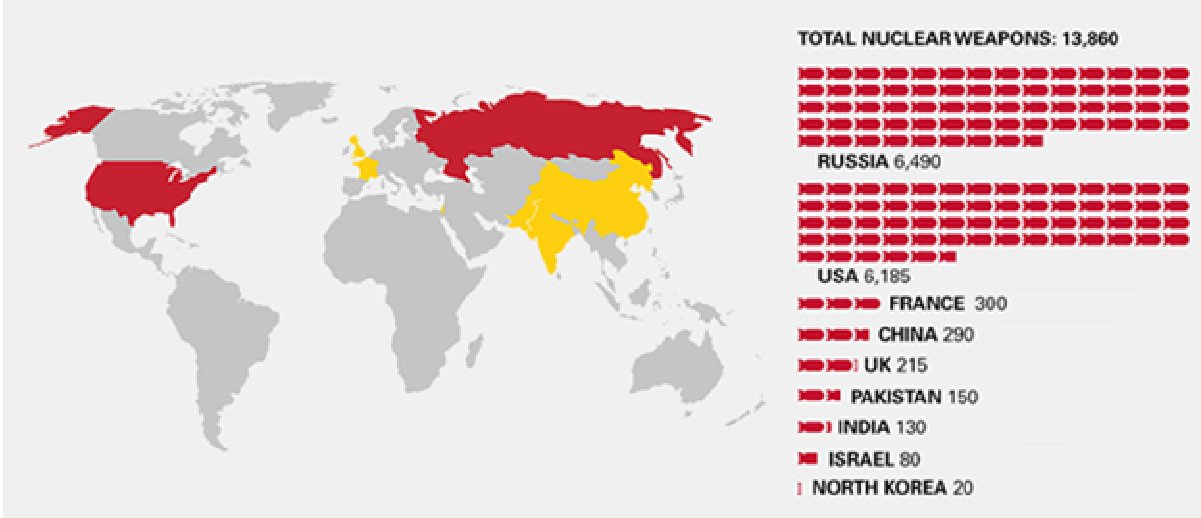 TOTAL NUCLEAR WEAPONS: 13,860
RUSSIA 6,490
USA 6,185
FRANCE 300
CHINA 290
UK 215
PAKISTAN 150
INDIA 130
ISRAEL 80
NORTH KOREA 20